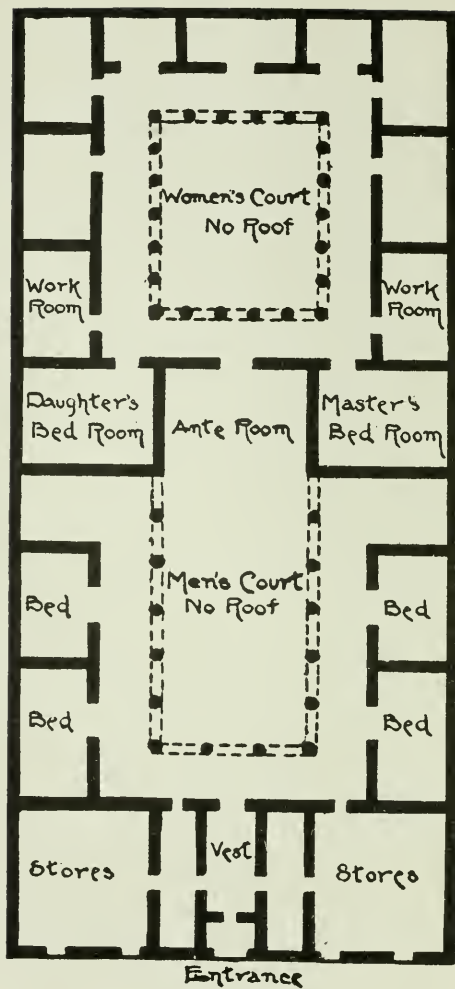 Women's Court
No Roof
Work
Room
Work
Room
Daughter's
Bed Room
Ante Room
Master's
Bed Room
Men's Court
No Roof
Bed
Bed
Bed
Bed
Stores
Vest
Stores
Entrance